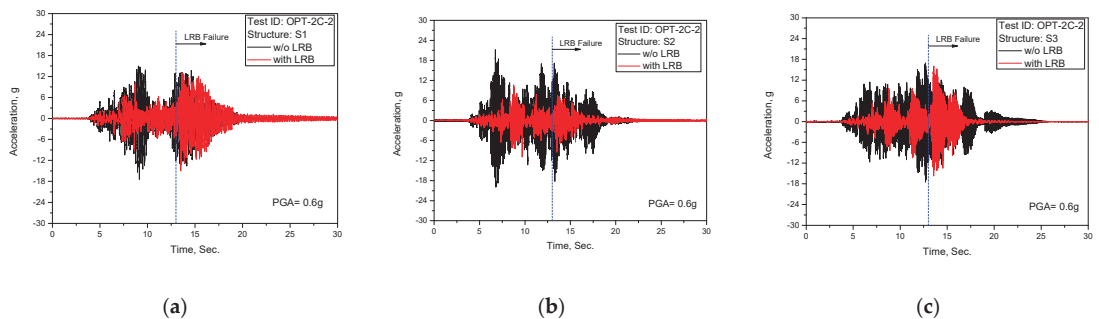 Test ID: OPT-2C-2
Structure: S1
w/o LRB
with LRB
LRB Failure
30
24
18
12
6
0
-6
-12
-18
-24
-30
Acceleration, g
PGA= 0.6g
0 5 10 15 20 25 30
Time, Sec.
(a)
Test ID: OPT-2C-2
Structure: S2
w/o LRB
with LRB
LRB Failure
30
24
18
12
6
0
-6
-12
-18
-24
-30
Acceleration, g
PGA= 0.6g
0 5 10 15 20 25 30
Time, Sec.
(b)
Test ID: OPT-2C-2
Structure: S3
w/o LRB
with LRB
LRB Failure
30
24
18
12
6
0
-6
-12
-18
-24
-30
Acceleration, g
PGA= 0.6g
0 5 10 15 20 25 30
Time, Sec.
(c)